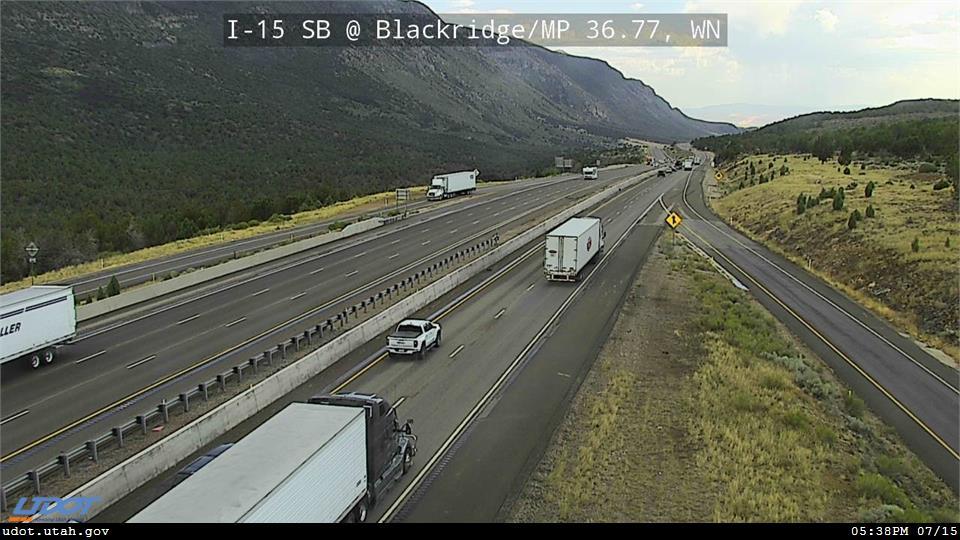 I-15 SB @ Blackridge/MP 36.77, WN
LLER
UDOT
udot.utah.gov
05:38PM 07/15